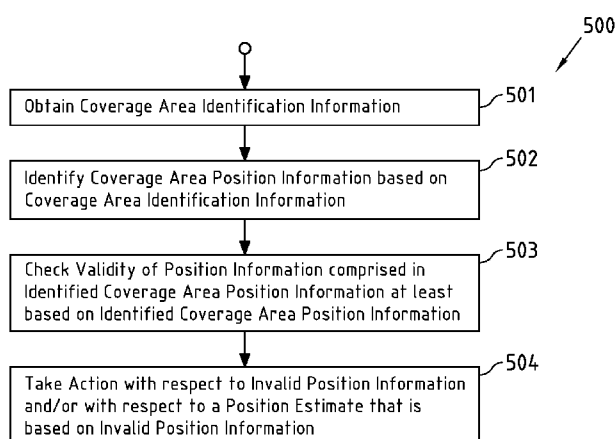 500
Obtain Coverage Area Identification Information
501
Identify Coverage Area Position Information based on
Coverage Area Identification Information
502
Check Validity of Position Information comprised in
Identified Coverage Area Position Information at least
based on Identified Coverage Area Position Information
503
Take Action with respect to Invalid Position Information
and/or with respect to a Position Estimate that is
based on Invalid Position Information
504